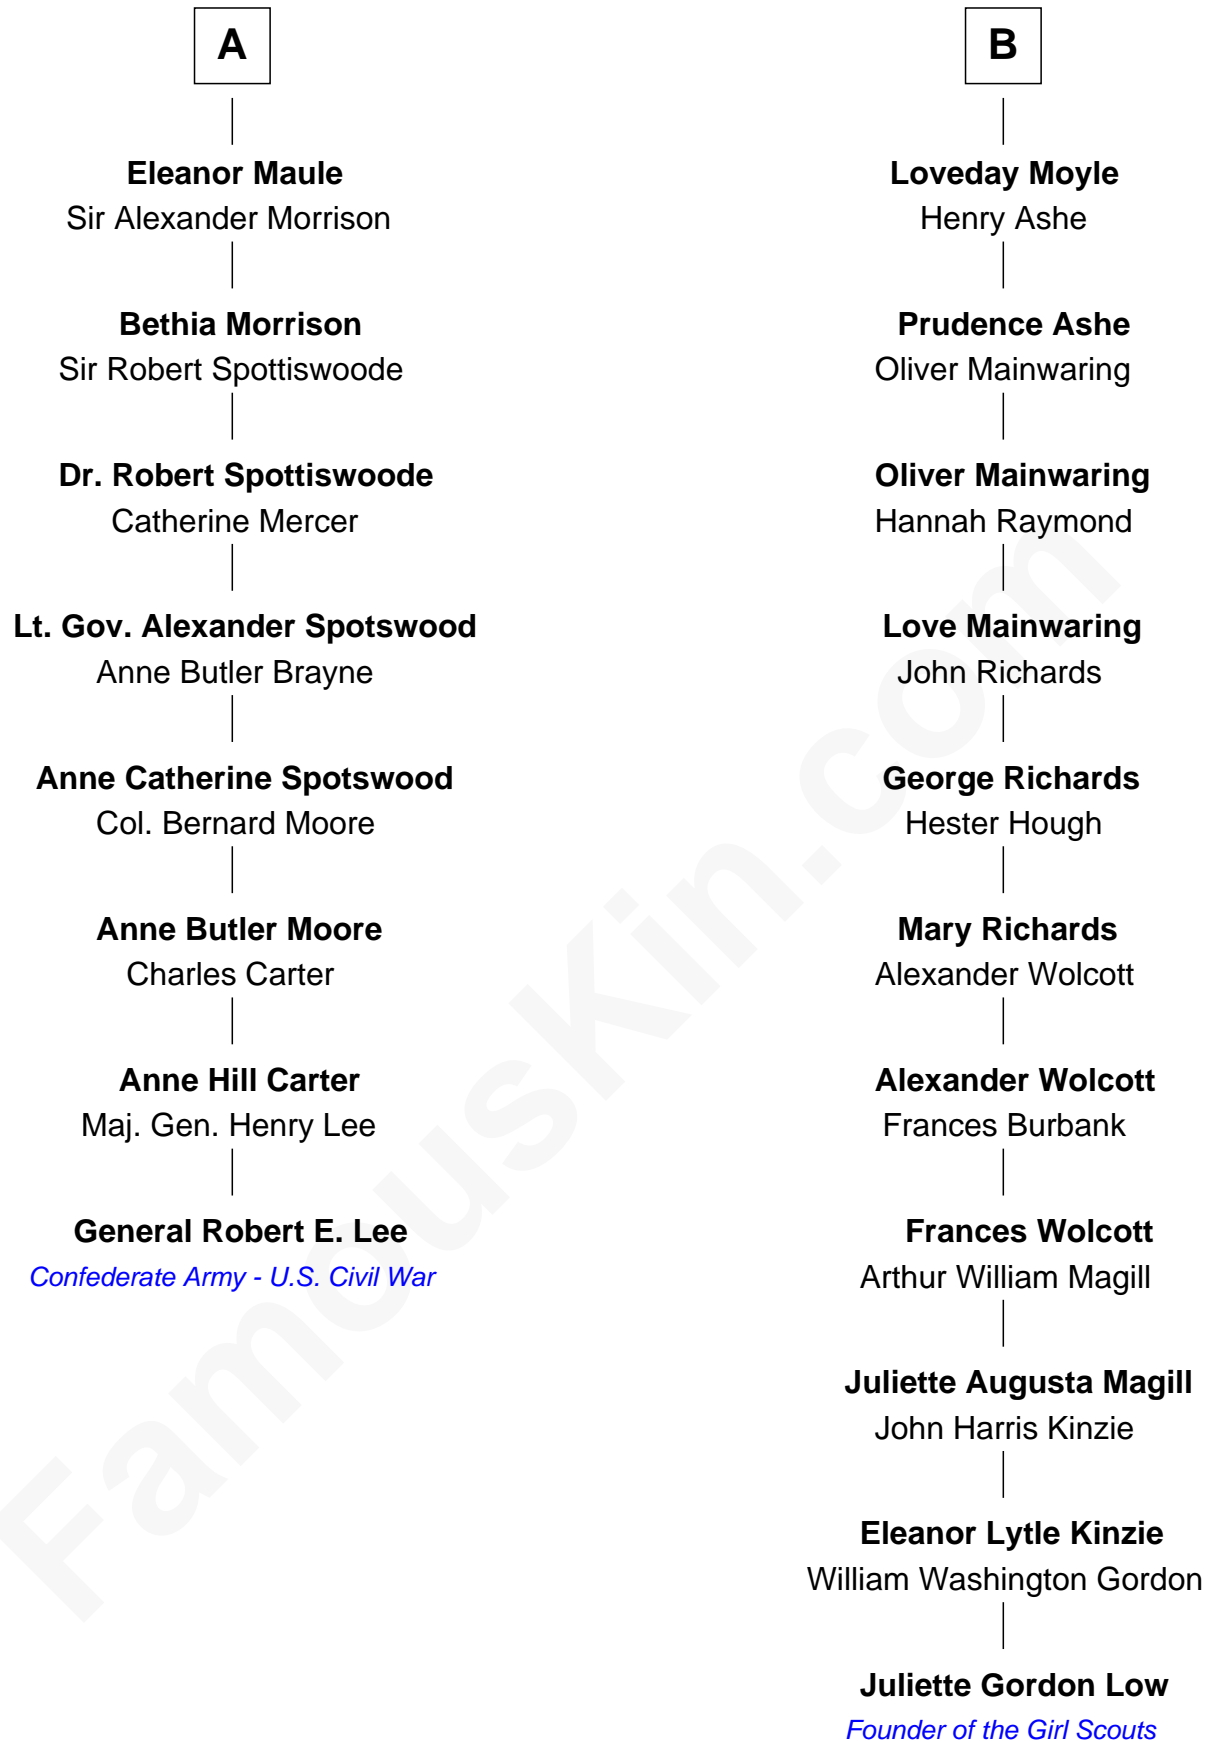 A
Eleanor Maule
Sir Alexander Morrison
Bethia Morrison
Sir Robert Spottiswoode
Dr. Robert Spottiswoode
Catherine Mercer
Lt. Gov. Alexander Spotswood
Anne Butler Brayne
Anne Catherine Spotswood
Col. Bernard Moore
Anne Butler Moore
Charles Carter
Anne Hill Carter
Maj. Gen. Henry Lee
General Robert E. Lee
Confederate Army - U.S. Civil War
B
Loveday Moyle
Henry Ashe
Prudence Ashe
Oliver Mainwaring
Oliver Mainwaring
Hannah Raymond
Love Mainwaring
John Richards
George Richards
Hester Hough
Mary Richards
Alexander Wolcott
Alexander Wolcott
Frances Burbank
Frances Wolcott
Arthur William Magill
Juliette Augusta Magill
John Harris Kinzie
Eleanor Lytle Kinzie
William Washington Gordon
Juliette Gordon Low
Founder of the Girl Scouts
FamousKin.com